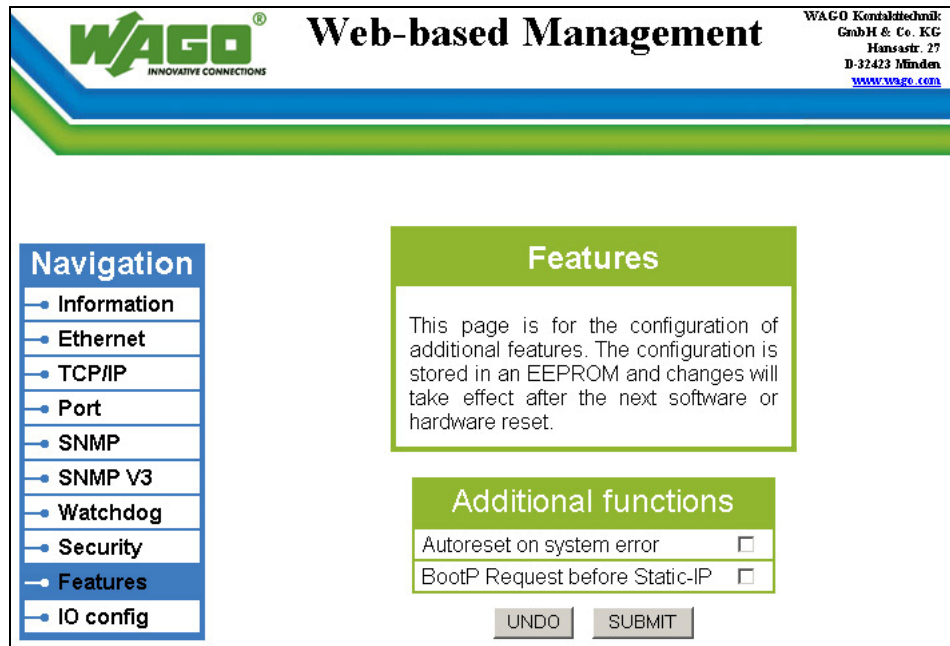 WAGO®
INNOVATIVE CONNECTIONS
Web-based Management
WAGO Kontakttechnik
GmbH & Co. KG
Hansastr. 27
D-32423 Minden
www.wago.com
Navigation
Information
Ethernet
TCP/IP
Port
SNMP
SNMP V3
Watchdog
Security
Features
IO config
Features
This page is for the configuration of
additional features. The configuration is
stored in an EEPROM and changes will
take effect after the next software or
hardware reset.
Additional functions
Autoreset on system error
BootP Request before Static-IP
UNDO SUBMIT